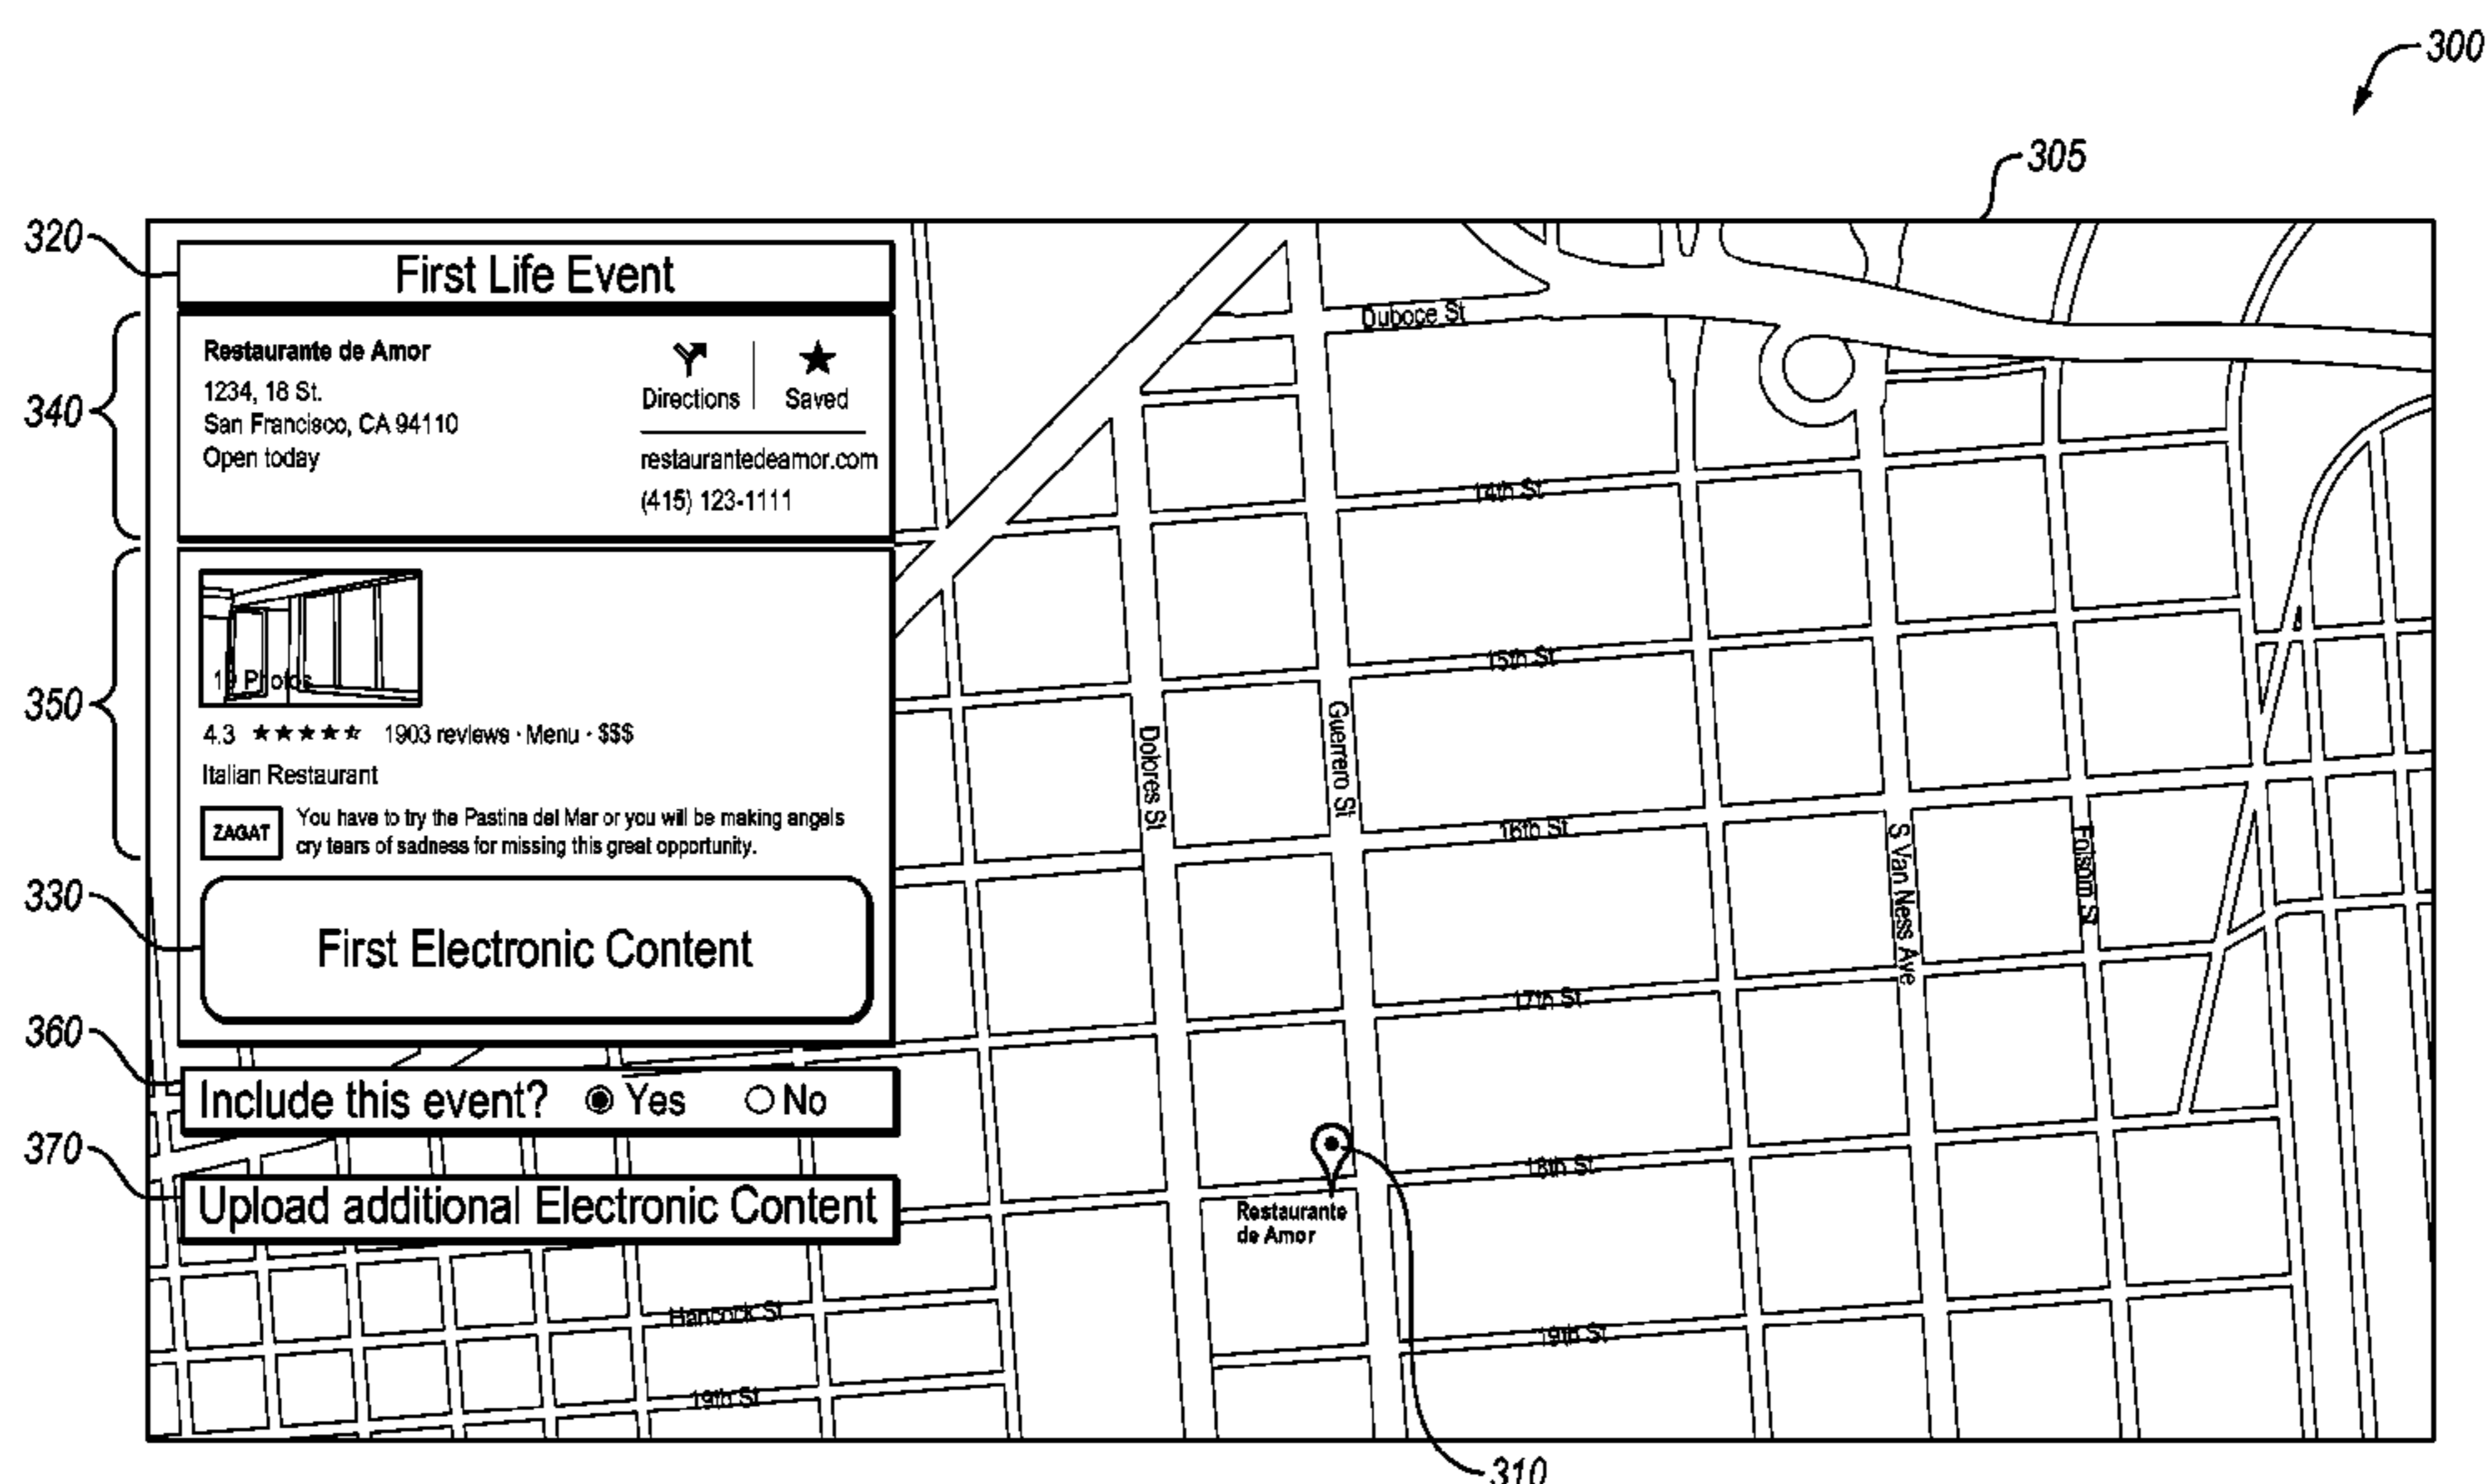 300
305
320
First Life Event
340
Restaurante de Amor
1234, 18 St.
San Francisco, CA 94110
Open today
Directions
Saved
restaurantedeamor.com
(415) 123-1111
350
19 Photos
4.3 ★★★★★ 1903 reviews · Menu · $$$
Italian Restaurant
ZAGAT
You have to try the Pastina del Mar or you will be making angels
cry tears of sadness for missing this great opportunity.
330
First Electronic Content
360
Include this event? Yes No
370
Upload additional Electronic Content
Duboce St
14th St
15th St
Dolores St
Guerrero St
16th St
S Van Ness Ave
Folsom St
17th St
18th St
Restaurante
de Amor
Hancock St
19th St
19th St
310